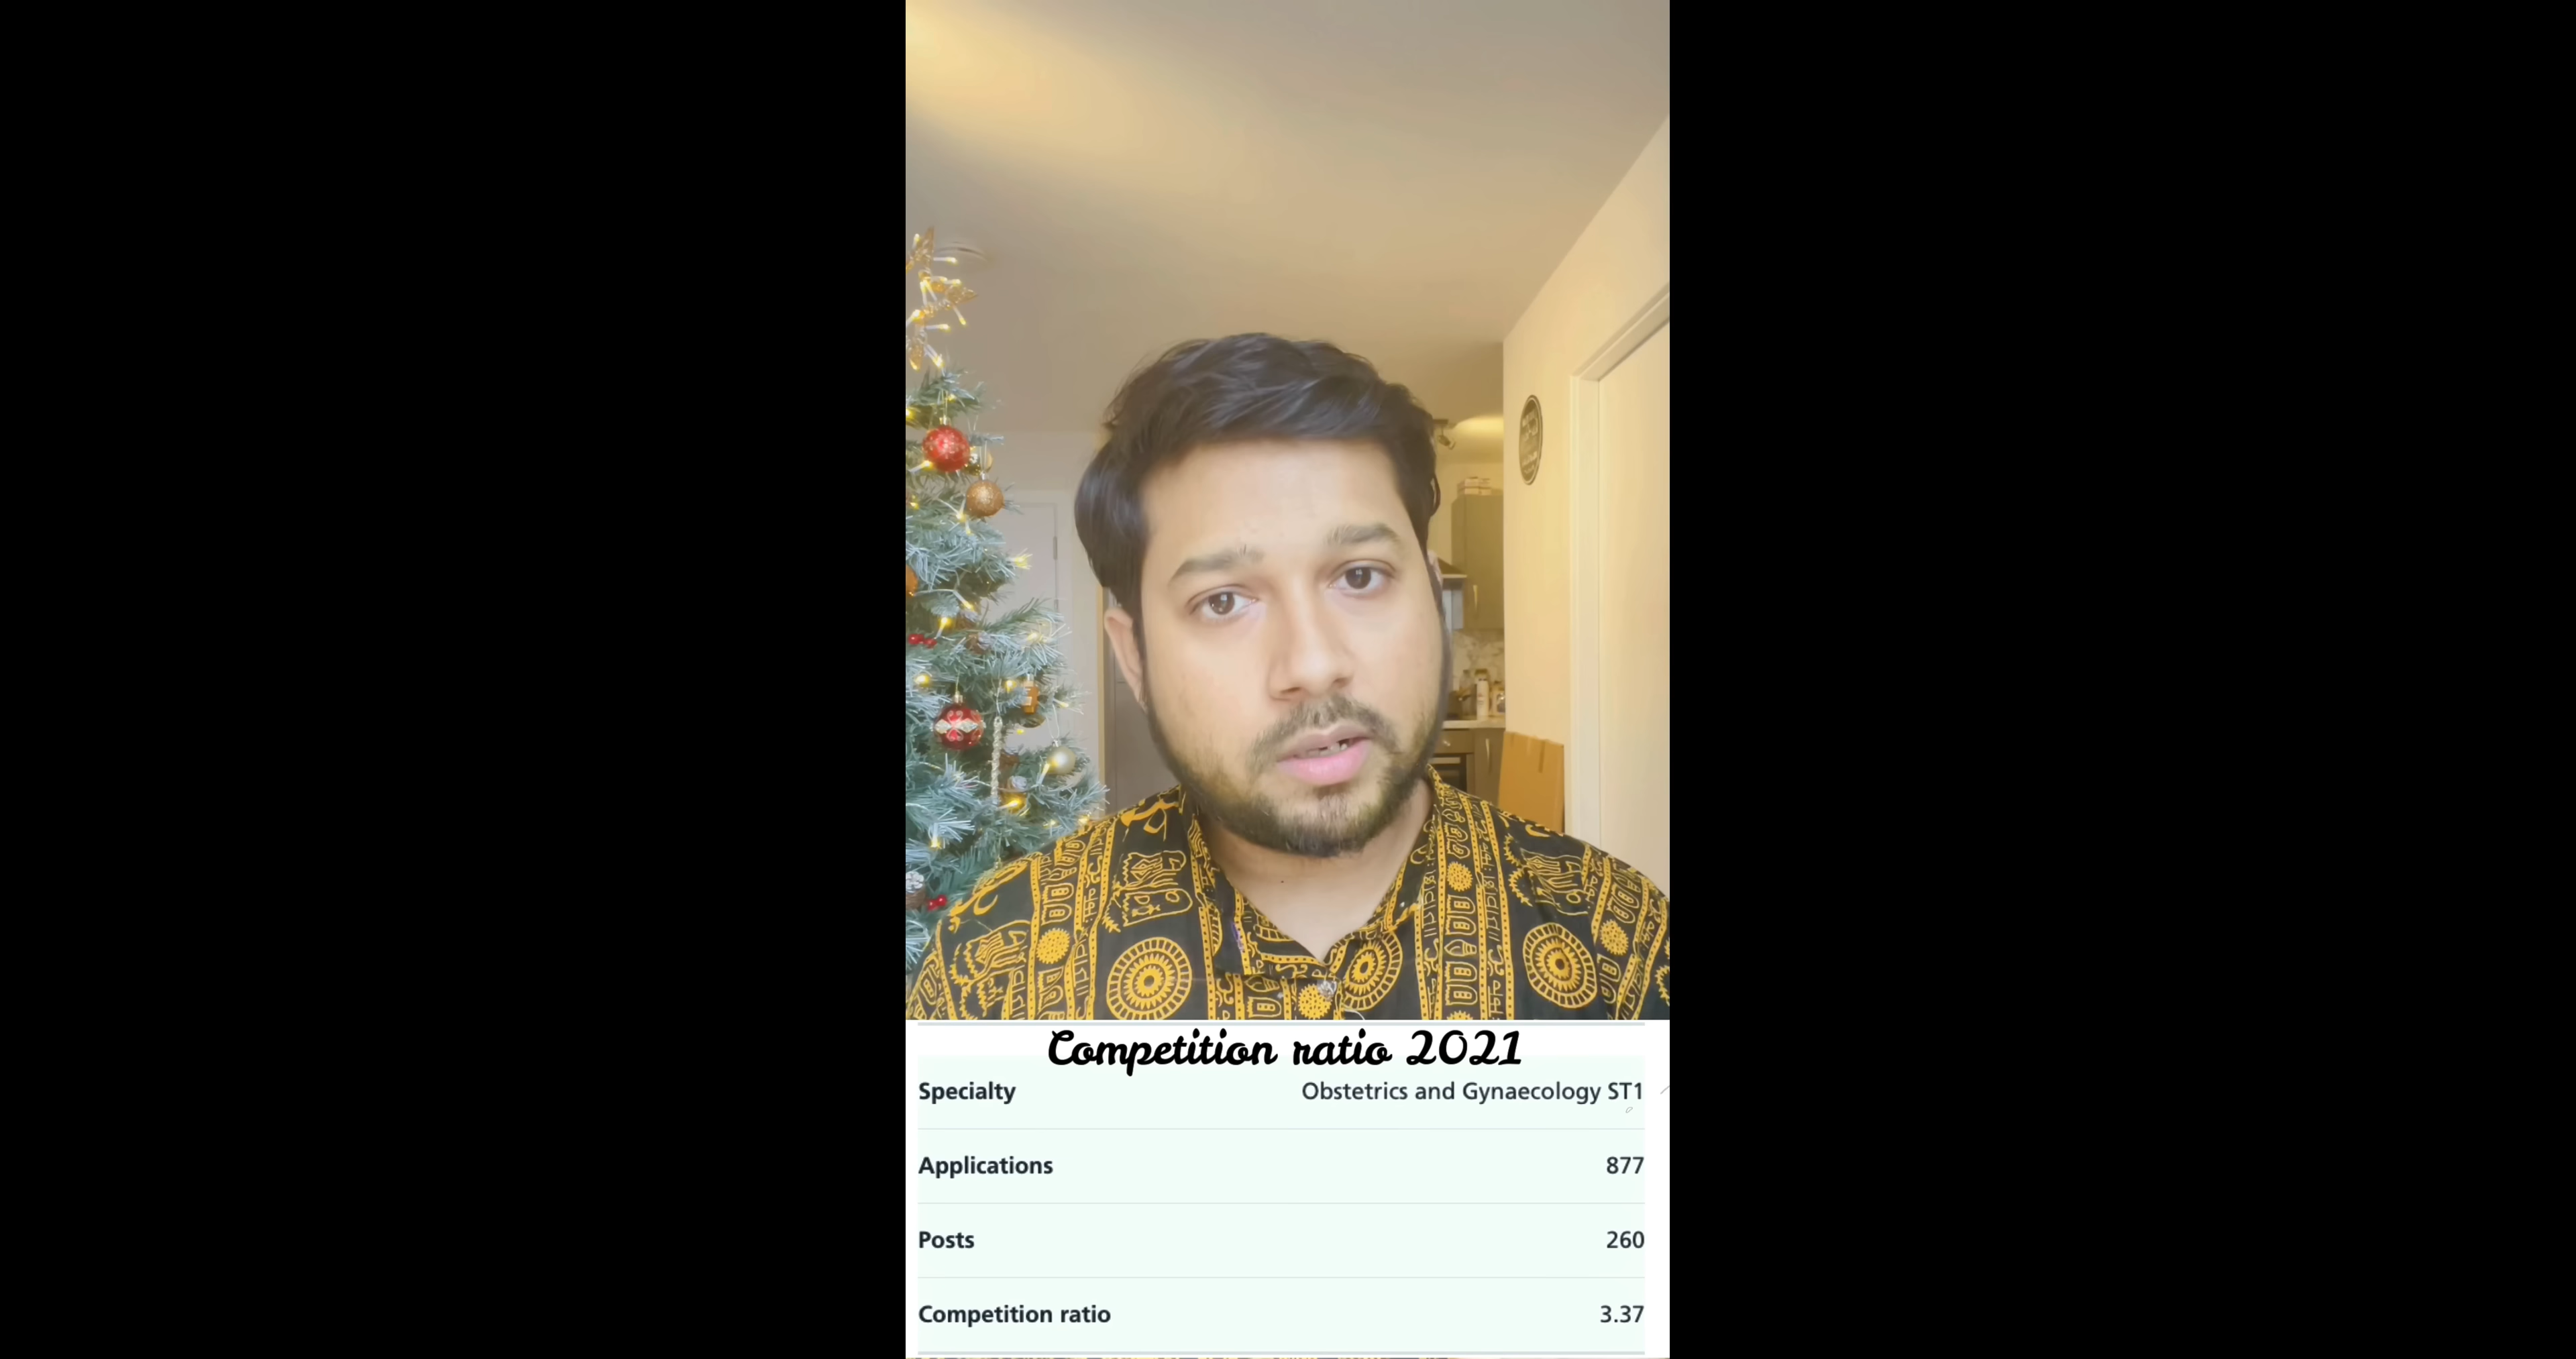 Competition ratio 2021
Specialty Obstetrics and Gynaecology ST1
Applications 877
Posts 260
Competition ratio 3.37